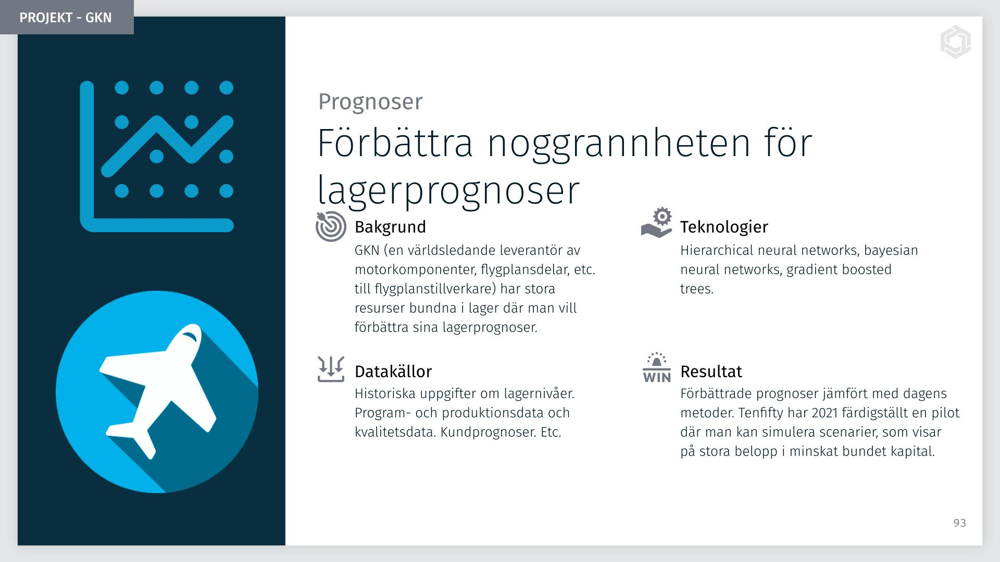 PROJEKT - GKN
Prognoser
Förbättra noggrannheten för
lagerprognoser
Bakgrund
GKN (en världsledande leverantör av
motorkomponenter, flygplansdelar, etc.
till flygplanstillverkare) har stora
resurser bundna i lager där man vill
förbättra sina lagerprognoser.
Teknologier
Hierarchical neural networks, bayesian
neural networks, gradient boosted
trees.
Datakällor
Historiska uppgifter om lagernivåer.
Program- och produktionsdata och
kvalitetsdata. Kundprognoser. Etc.
WIN
Resultat
Förbättrade prognoser jämfört med dagens
metoder. Tenfifty har 2021 färdigställt en pilot
där man kan simulera scenarier, som visar
på stora belopp i minskat bundet kapital.
93